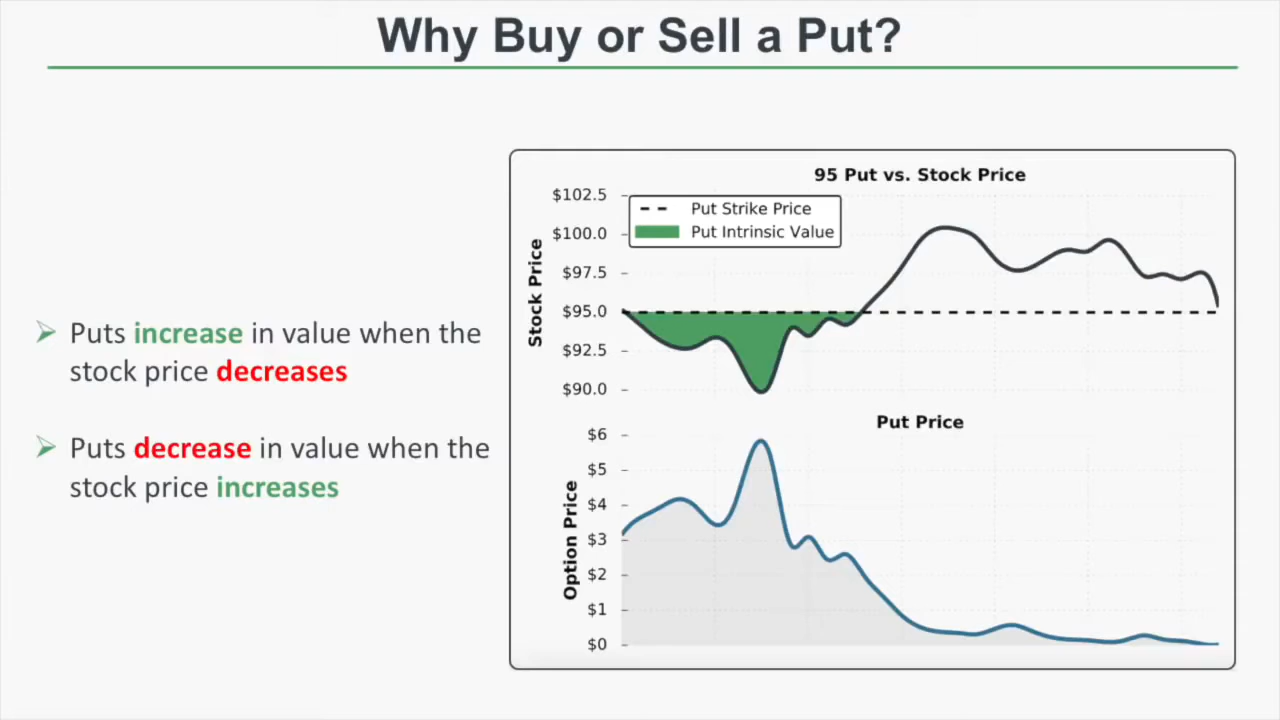 Why Buy or Sell a Put?
Puts increase in value when the
stock price decreases
Puts decrease in value when the
stock price increases
95 Put vs. Stock Price
Put Strike Price
Put Intrinsic Value
Stock Price
$102.5
$100.0
$97.5
$95.0
$92.5
$90.0
Put Price
Option Price
$6
$5
$4
$3
$2
$1
$0